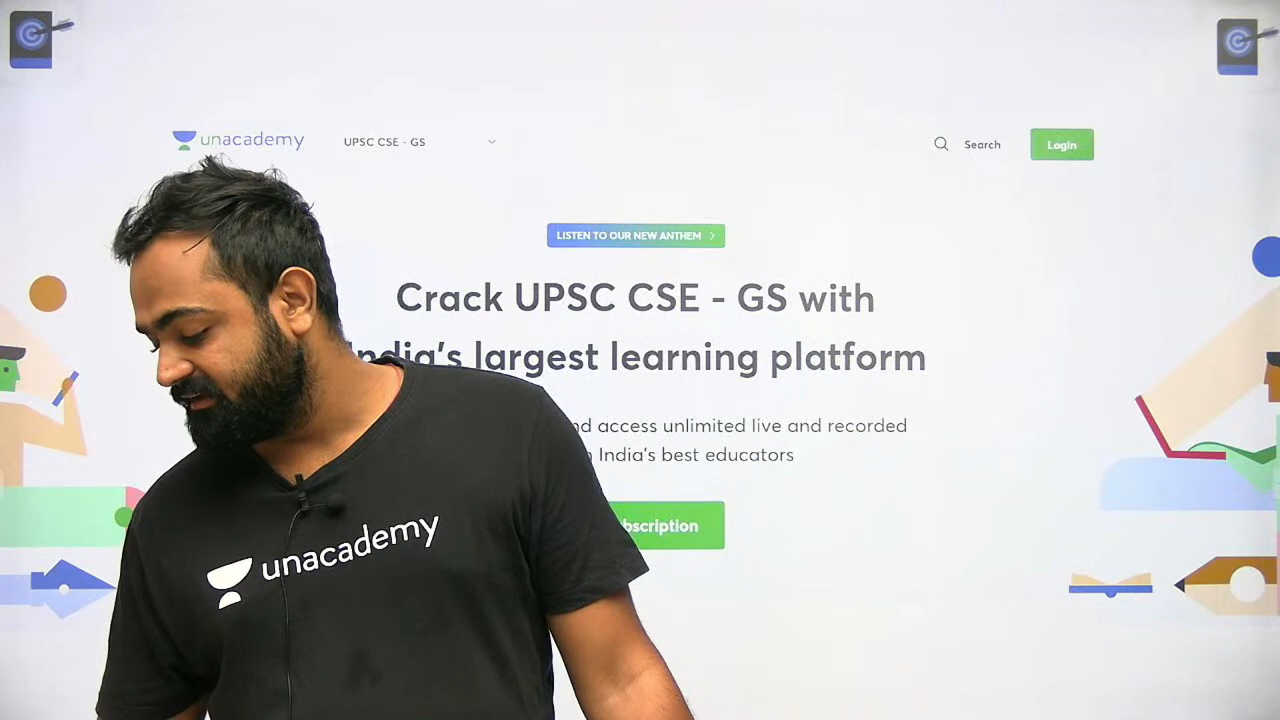 unacademy
UPSC CSE - GS
Search
Login
LISTEN TO OUR NEW ANTHEM
Crack UPSC CSE - GS with
India's largest learning platform
access unlimited live and recorded
India's best educators
unacademy